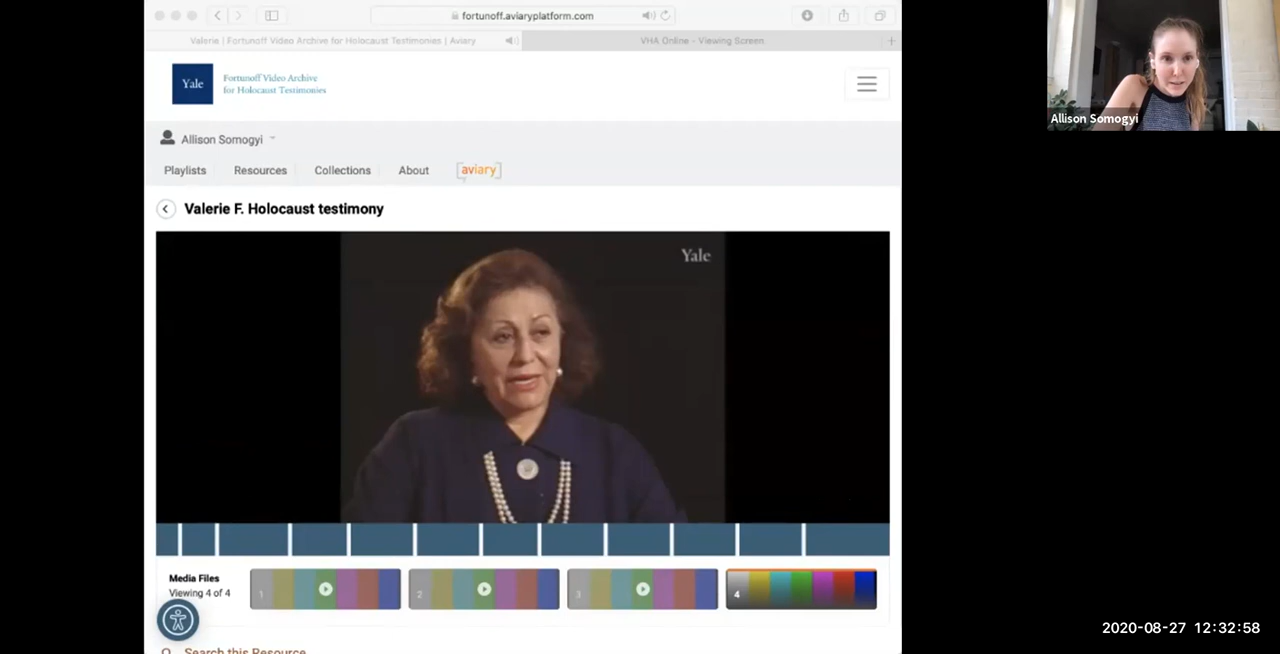 fortunoff.aviaryplatform.com
Valerie | Fortunoff Video Archive for Holocaust Testimonies | Aviary
VHA Online - Viewing Screen
Yale
Fortunoff Video Archive
for Holocaust Testimonies
Allison Somogyi
Allison Somogyi
Playlists
Resources
Collections
About
[aviary]
Valerie F. Holocaust testimony
Yale
Media Files
Viewing 4 of 4
1
2
3
4
Search this Resource
2020-08-27 12:32:58